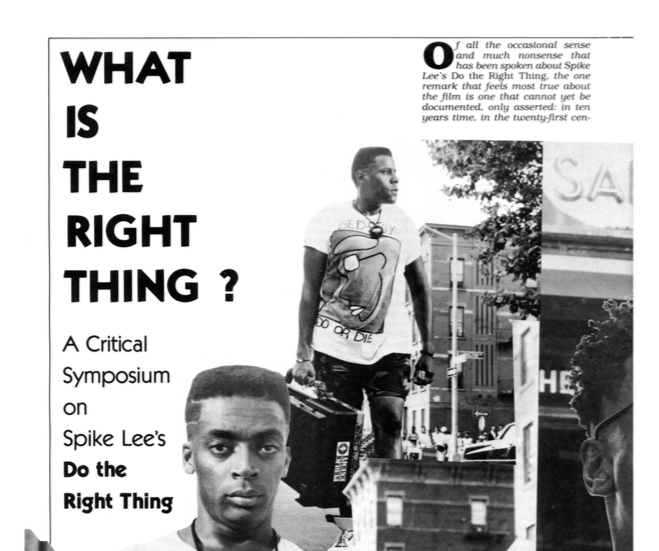 WHAT
IS
THE
RIGHT
THING ?
A Critical
Symposium
on
Spike Lee's
Do the
Right Thing
Of all the occasional sense
and much nonsense that
has been spoken about Spike
Lee's Do the Right Thing, the one
remark that feels most true about
the film is one that cannot yet be
documented, only asserted: in ten
years time, in the twenty-first cen-
BED STUY
DO OR DIE
SAL
HE